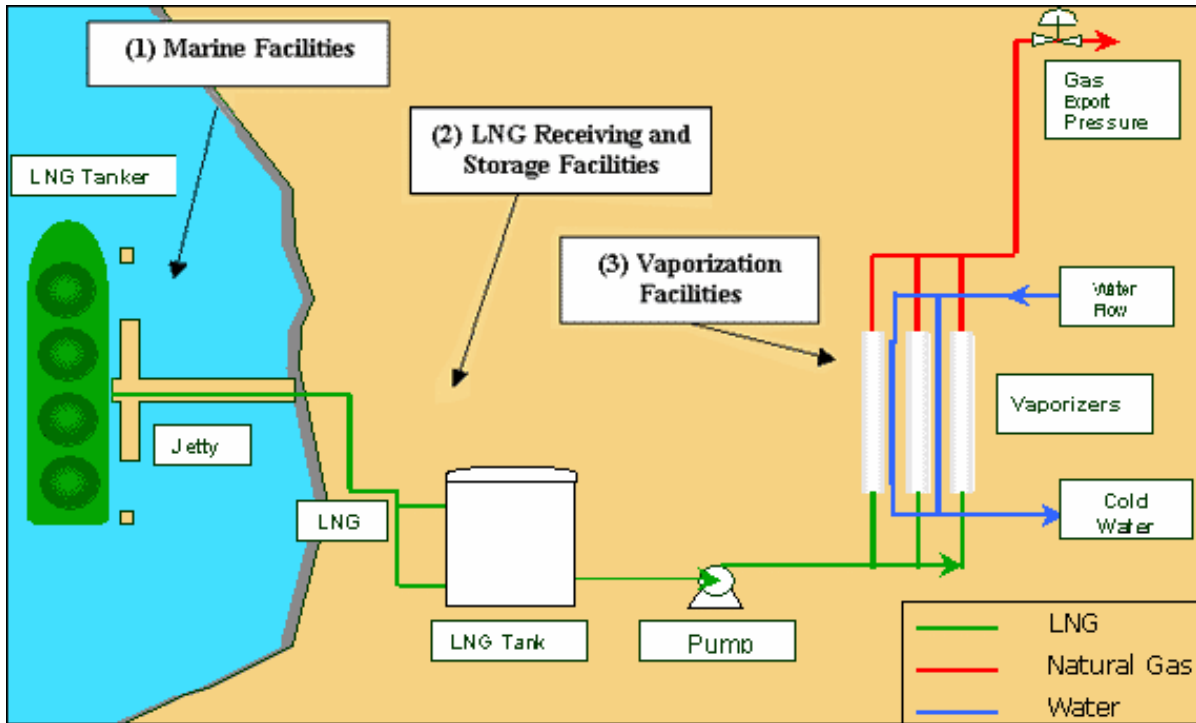 (1) Marine Facilities
Gas
Export
Pressure
(2) LNG Receiving and
Storage Facilities
LNG Tanker
(3) Vaporization
Facilities
Water
Flow
Vaporizers
Jetty
LNG
Cold
Water
LNG Tank
Pump
LNG
Natural Gas
Water